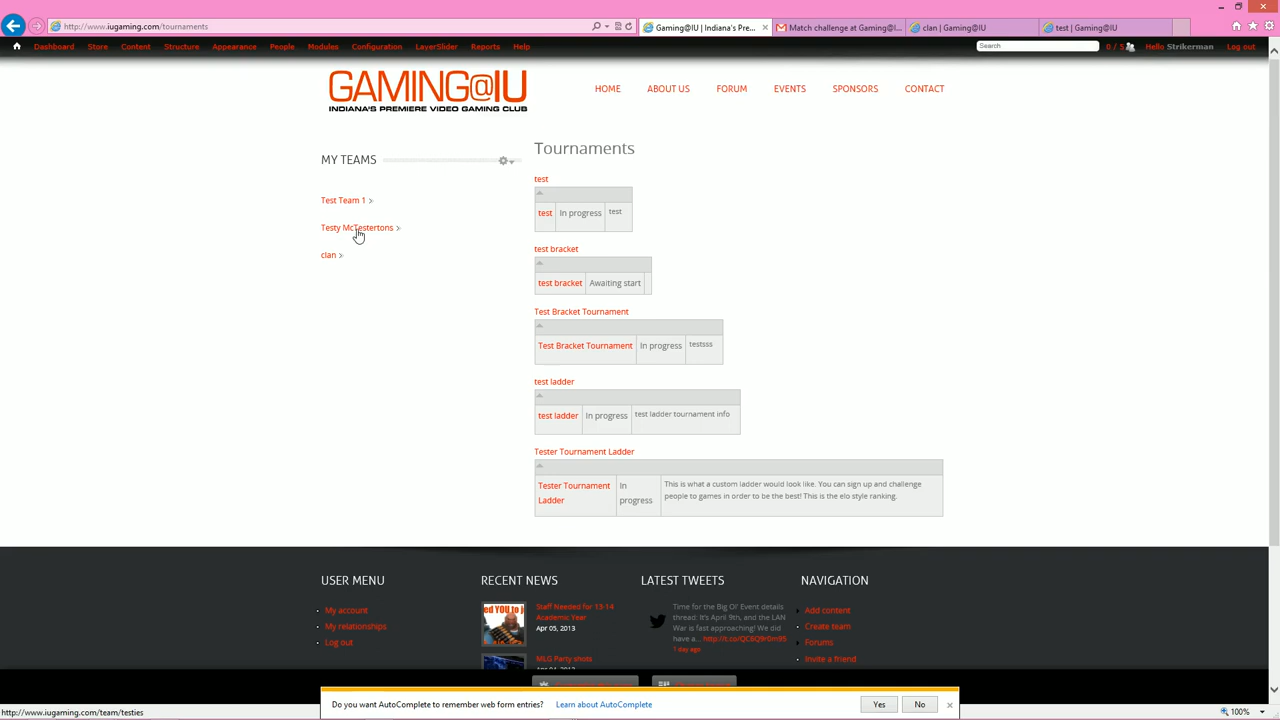 http://www.iugaming.com/tournaments
Gaming@IU | Indiana's Pre...
Match challenge at Gaming@I...
clan | Gaming@IU
test | Gaming@IU
Dashboard Store Content Structure Appearance People Modules Configuration LayerSlider Reports Help
Search
0 / 5
Hello Strikerman
Log out
GAMING@IU
INDIANA'S PREMIERE VIDEO GAMING CLUB
HOME ABOUT US FORUM EVENTS SPONSORS CONTACT
MY TEAMS
Test Team 1
Testy McTestertons
clan
Tournaments
test
test In progress test
test bracket
test bracket Awaiting start
Test Bracket Tournament
Test Bracket Tournament In progress testsss
test ladder
test ladder In progress test ladder tournament info
Tester Tournament Ladder
Tester Tournament Ladder In progress This is what a custom ladder would look like. You can sign up and challenge
people to games in order to be the best! This is the elo style ranking.
USER MENU
My account
My relationships
Log out
RECENT NEWS
ed YOU to j
Staff Needed for 13-14
Academic Year
Apr 05, 2013
MLG Party shots
LATEST TWEETS
Time for the Big Ol' Event details
thread: It's April 9th, and the LAN
War is fast approaching! We did
have a... http://t.co/QC6Q9r0m95
1 day ago
NAVIGATION
Add content
Create team
Forums
Invite a friend
Do you want AutoComplete to remember web form entries? Learn about AutoComplete Yes No
http://www.iugaming.com/team/testies
100%